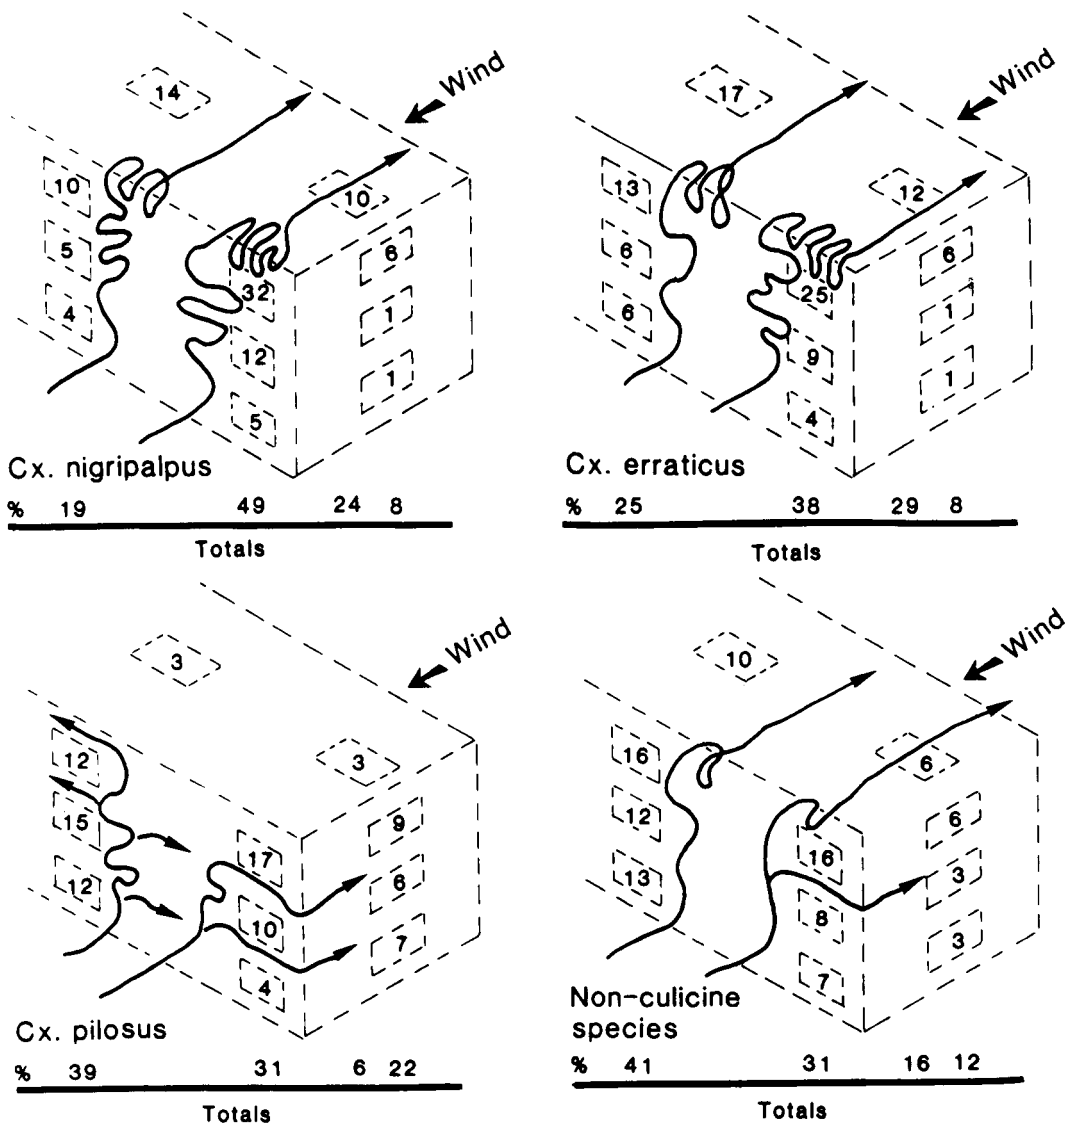 Wind
14
10
10
5
6
32
4
1
12
1
5
Cx. nigripalpus
% 19 49 24 8
Totals
Wind
17
13
12
6
6
25
6
1
9
1
4
Cx. erraticus
% 25 38 29 8
Totals
Wind
3
12
3
15
9
17
12
6
10
7
4
Cx. pilosus
% 39 31 6 22
Totals
Wind
10
16
6
12
6
16
13
3
8
3
7
Non-culicine
species
% 41 31 16 12
Totals